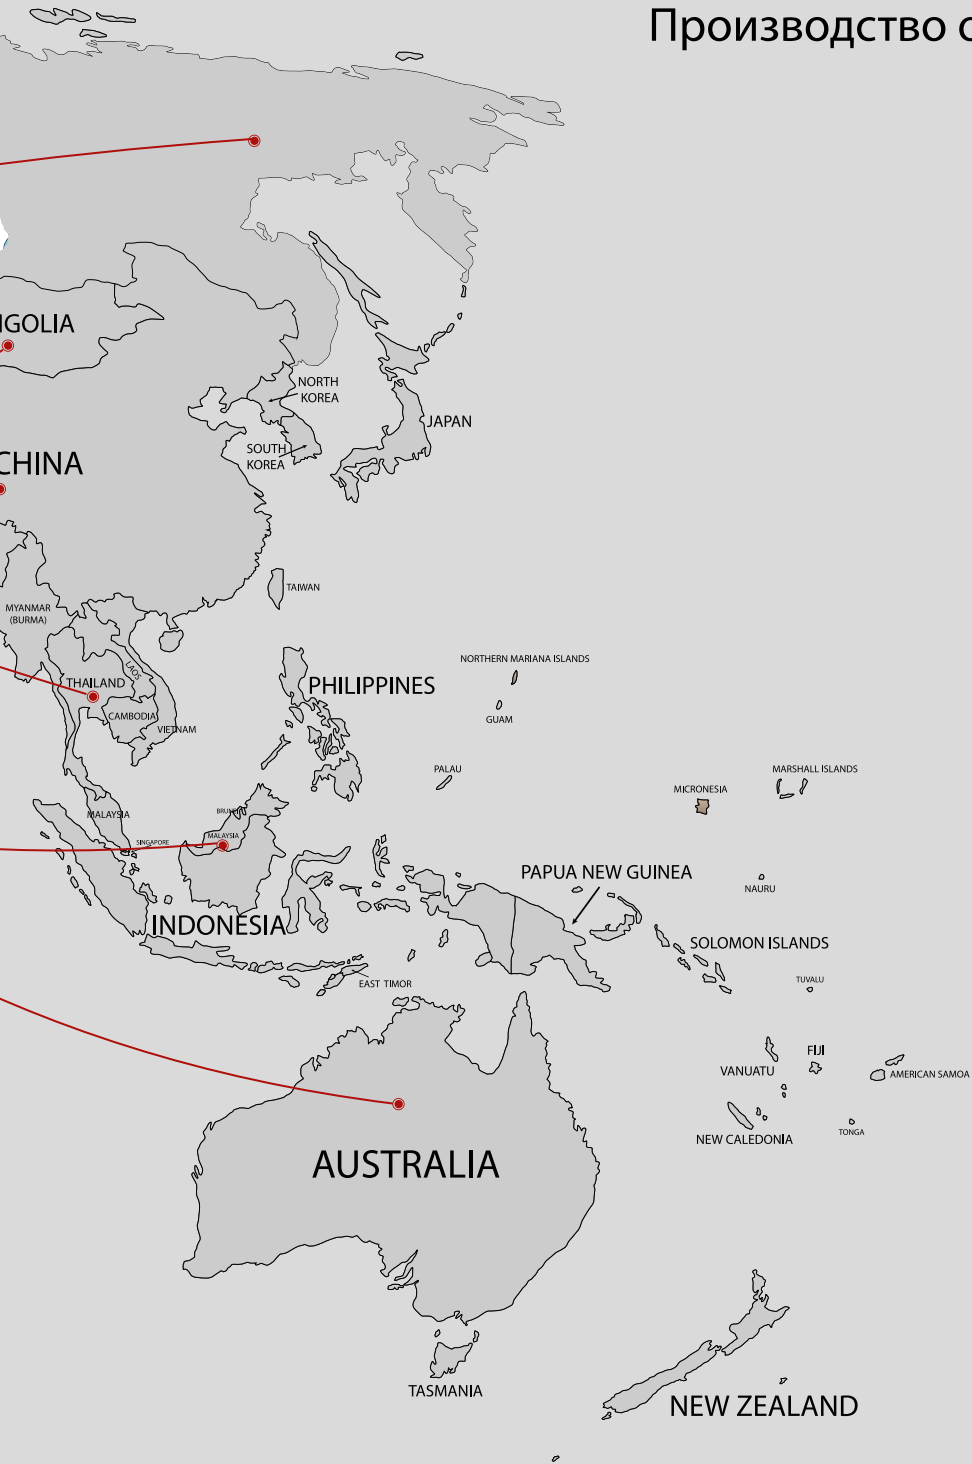 Производство о
NGOLIA
NORTH
KOREA
JAPAN
SOUTH
KOREA
CHINA
TAIWAN
MYANMAR
(BURMA)
LAOS
THAILAND
CAMBODIA
VIETNAM
NORTHERN MARIANA ISLANDS
PHILIPPINES
GUAM
PALAU
MARSHALL ISLANDS
MICRONESIA
MALAYSIA
BRUNEI
MALAYSIA
SINGAPORE
PAPUA NEW GUINEA
NAURU
INDONESIA
SOLOMON ISLANDS
EAST TIMOR
TUVALU
FIJI
VANUATU
AMERICAN SAMOA
NEW CALEDONIA
TONGA
AUSTRALIA
TASMANIA
NEW ZEALAND